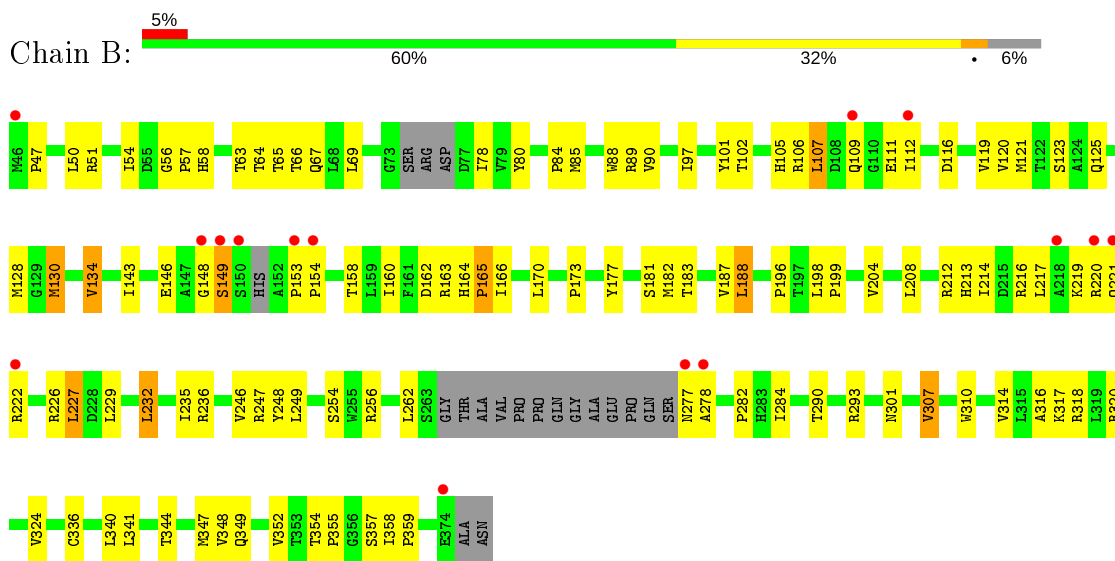 5%
Chain B:
60% 32% • 6%
M46 P47 L50 R51 I54 D55 G56 P57 H58 T63 T64 T65 T66 Q67 L68 L69 G73 SER ARG ASP D77 I78 V79 Y80 P84 M85 W88 R89 V90 I97 Y101 T102 H105 R106 L107 D108 Q109 G110 E111 I112 D116 V119 V120 M121 T122 S123 A124 Q125
M128 G129 M130 V134 I143 E146 A147 G148 S149 S150 HIS A152 P153 P154 T158 L159 I160 F161 D162 R163 H164 P165 I166 L170 P173 Y177 S181 M182 T183 V187 L188 P196 T197 L198 P199 V204 L208 R212 H213 I214 D215 R216 L217 A218 K219 R220
R222 R226 L227 D228 L229 L232 I235 R236 V246 R247 Y248 L249 S254 W255 R256 L262 S263 GLY THR ALA VAL PRO PRO GLN GLY ALA GLU PRO GLN SER N277 A278 P282 H283 I284 T290 R293 N301 V307 W310 V314 L315 A316 K317 R318 L319
V324 C336 L340 L341 T344 M347 V348 Q349 V352 T353 T354 P355 G356 S357 I358 P359 E374 ALA ASN